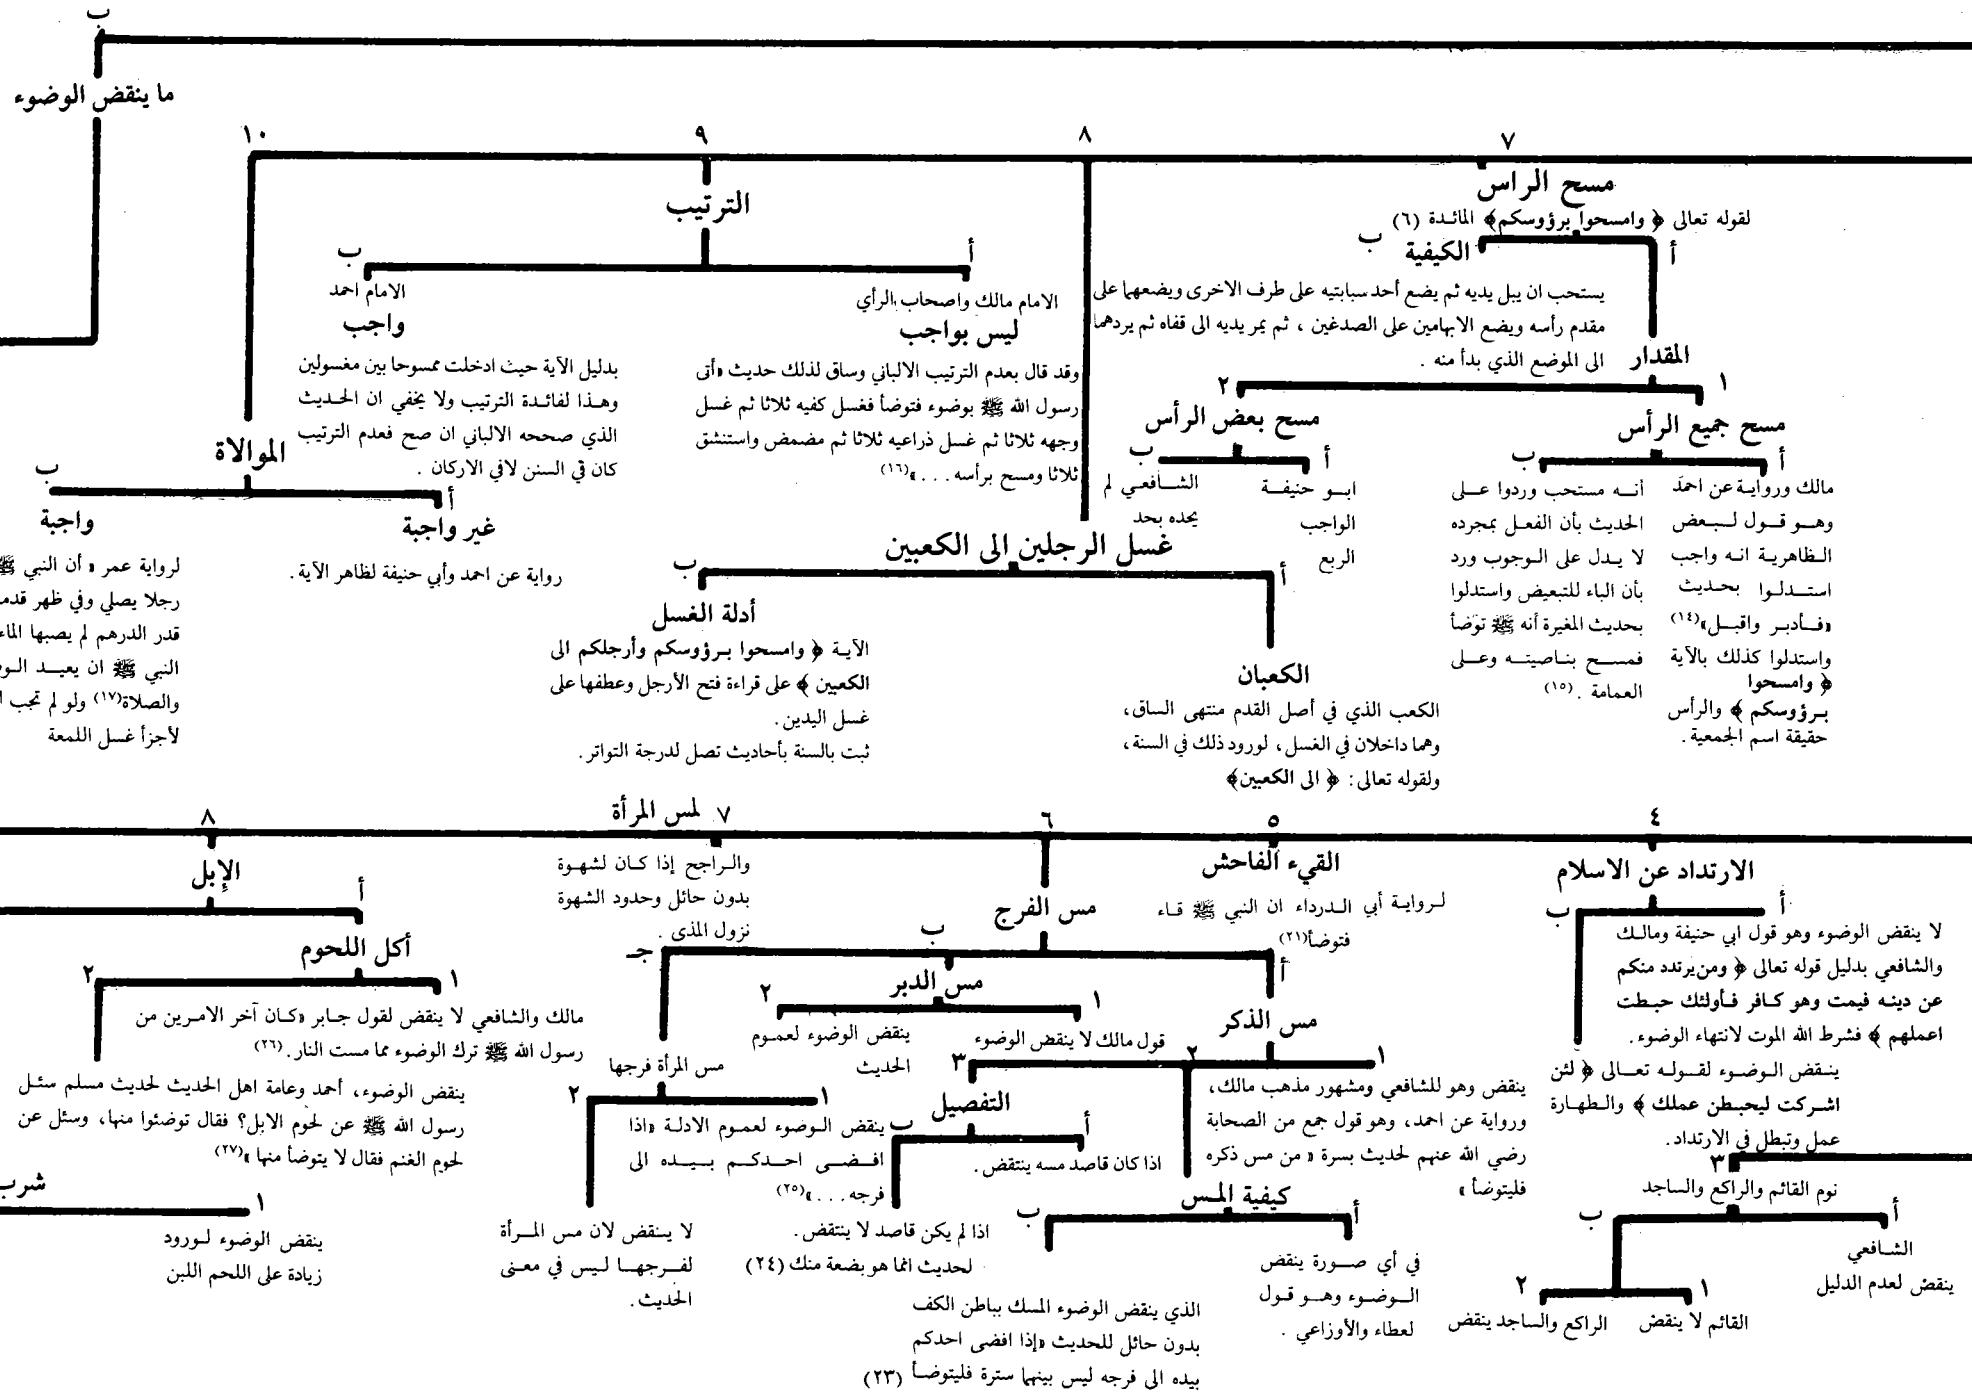 ب
ما ينقض الوضوء
٧
مسح الراس
لقوله تعالى ﴿ وامسحوا برؤوسكم﴾ المائدة (٦)
أ
المقدار
١
مسح جميع الرأس
أ
مالك ورواية عن احمد
وهو قول لبعض
الظاهرية انه واجب
استدلوا بحديث
«فأدبر واقبل»(١٤)
واستدلوا كذلك بالآية
﴿ وامسحوا
برؤوسكم ﴾ والرأس
حقيقة اسم الجمعية .
ب
أنه مستحب وردوا على
الحديث بأن الفعل بمجرده
لا يدل على الوجوب ورد
بأن الباء للتبعيض واستدلوا
بحديث المغيرة أنه ﷺ توضأ
فمسح بناصيته وعلى
العمامة .(١٥)
٢
مسح بعض الرأس
أ
ابو حنيفة
الواجب
الربع
ب
الشافعي لم
يحده بحد
ب
الكيفية
يستحب ان يبل يديه ثم يضع أحد سبابتيه على طرف الاخرى ويضعهما على
مقدم رأسه ويضع الابهامين على الصدغين ، ثم يمر يديه الى قفاه ثم يردهما
الى الموضع الذي بدأ منه .
٨
غسل الرجلين الى الكعبين
أ
الكعبان
الكعب الذي في أصل القدم منتهى الساق،
وهما داخلان في الغسل، لورود ذلك في السنة،
ولقوله تعالى: ﴿ الى الكعبين﴾
ب
أدلة الغسل
الآية ﴿ وامسحوا برؤوسكم وأرجلكم الى
الكعبين ﴾ على قراءة فتح الأرجل وعطفها على
غسل اليدين.
ثبت بالسنة بأحاديث تصل لدرجة التواتر.
٩
الترتيب
أ
الامام مالك واصحاب الرأي
ليس بواجب
وقد قال بعدم الترتيب الالباني وساق لذلك حديث «أتى
رسول الله ﷺ بوضوء فتوضأ فغسل كفيه ثلاثا ثم غسل
وجهه ثلاثا ثم غسل ذراعيه ثلاثا ثم مضمض واستنشق
ثلاثا ومسح برأسه . . . »(١٦)
ب
الامام احمد
واجب
بدليل الآية حيث ادخلت ممسوحا بين مغسولين
وهذا لفائدة الترتيب ولا يخفي ان الحديث
الذي صححه الالباني ان صح فعدم الترتيب
كان في السنن لافي الاركان .
١٠
الموالاة
أ
غير واجبة
رواية عن احمد وأبي حنيفة لظاهر الآية.
ب
واجبة
لرواية عمر « أن النبي ﷺ
رجلا يصلي وفي ظهر قدمـ
قدر الدرهم لم يصبها الماء
النبي ﷺ ان يعيد
والصلاة(١٧) ولو لم تجب
لأجزأ غسل اللمعة
٤
الارتداد عن الاسلام
أ
لا ينقض الوضوء وهو قول ابي حنيفة ومالك
والشافعي بدليل قوله تعالى ﴿ ومن يرتدد منكم
عن دينه فيمت وهو كافر فأولئك حبطت
اعملهم ﴾ فشرط الله الموت لانتهاء الوضوء.
ب
ينقض الوضوء لقوله تعالى ﴿ لئن
اشركت ليحبطن عملك ﴾ والطهارة
عمل وتبطل في الارتداد.
٣
نوم القائم والراكع والساجد
أ
الشافعي
ينقض لعدم الدليل
ب
١
القائم لا ينقض
٢
الراكع والساجد ينقض
٥
القيء الفاحش
لرواية أبي الدرداء ان النبي ﷺ قاء
فتوضأ(٢١)
٦
مس الفرج
أ
مس الذكر
١
ينقض وهو للشافعي ومشهور مذهب مالك،
ورواية عن احمد، وهو قول جمع من الصحابة
رضي الله عنهم لحديث بسرة « من مس ذكره
فليتوضأ »
٢
كيفية المس
أ
في أي صورة ينقض
الوضوء وهو قول
لعطاء والأوزاعي .
ب
الذي ينقض الوضوء المسك بباطن الكف
بدون حائل للحديث «إذا افضى احدكم
بيده الى فرجه ليس بينهما سترة فليتوضأ (٢٣)
٣
التفصيل
أ
اذا كان قاصد مسه ينتقض.
ب
اذا لم يكن قاصد لا ينتقض.
لحديث انما هو بضعة منك (٢٤)
ب
مس الدبر
١
قول مالك لا ينقض الوضوء
٢
ينقض الوضوء لعموم
الحديث
جـ
مس المرأة فرجها
١
ينقض الوضوء لعموم الادلة «اذا
افضى احدكم بيده الى
فرجه . . . »(٢٥)
٢
لا ينقض لان مس المرأة
لفرجها ليس في معنى
الحديث.
٧ لمس المرأة
والراجح إذا كان لشهوة
بدون حائل وحدود الشهوة
نزول المذى .
٨
الإبل
أ
أكل اللحوم
١
مالك والشافعي لا ينقض لقول جابر «كان آخر الامرين من
رسول الله ﷺ ترك الوضوء مما مست النار.(٢٦)
٢
ينقض الوضوء، أحمد وعامة اهل الحديث لحديث مسلم سئل
رسول الله ﷺ عن لحوم الابل؟ فقال توضئوا منها، وسئل عن
لحوم الغنم فقال لا يتوضأ منها »(٢٧)
شرب
١
ينقض الوضوء لورود
زيادة على اللحم اللبن